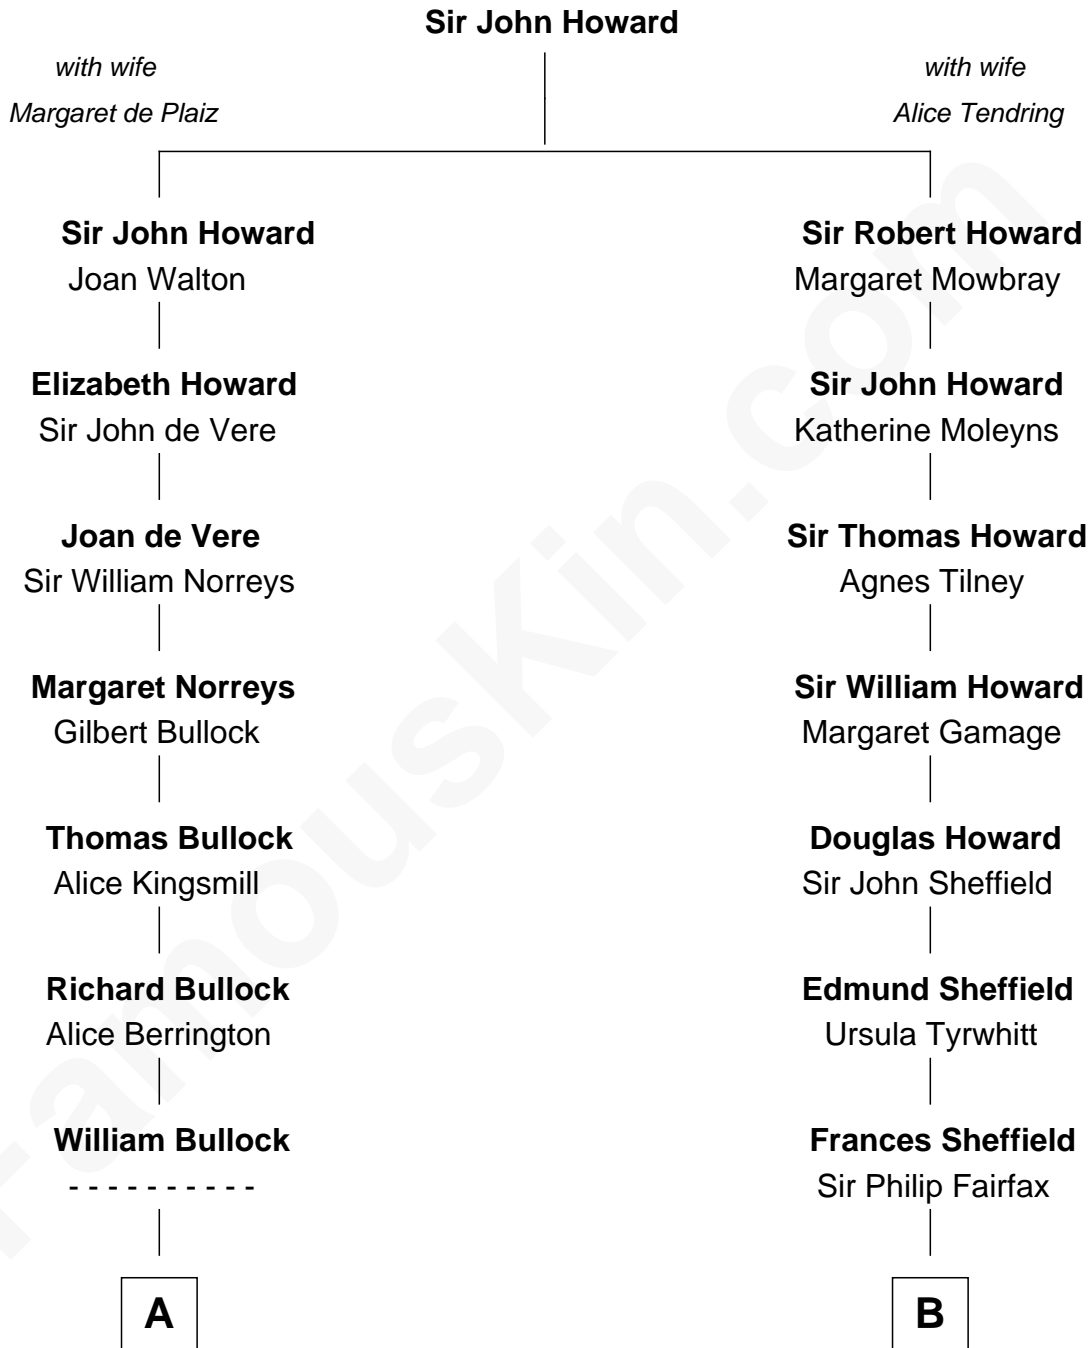 Sir John Howard
with wife
Margaret de Plaiz
with wife
Alice Tendring
Sir John Howard
Joan Walton
Sir Robert Howard
Margaret Mowbray
Elizabeth Howard
Sir John de Vere
Sir John Howard
Katherine Moleyns
Joan de Vere
Sir William Norreys
Sir Thomas Howard
Agnes Tilney
Margaret Norreys
Gilbert Bullock
Sir William Howard
Margaret Gamage
Thomas Bullock
Alice Kingsmill
Douglas Howard
Sir John Sheffield
Richard Bullock
Alice Berrington
Edmund Sheffield
Ursula Tyrwhitt
William Bullock
- - - - - - - - - -
Frances Sheffield
Sir Philip Fairfax
A
B
FamousKin.com